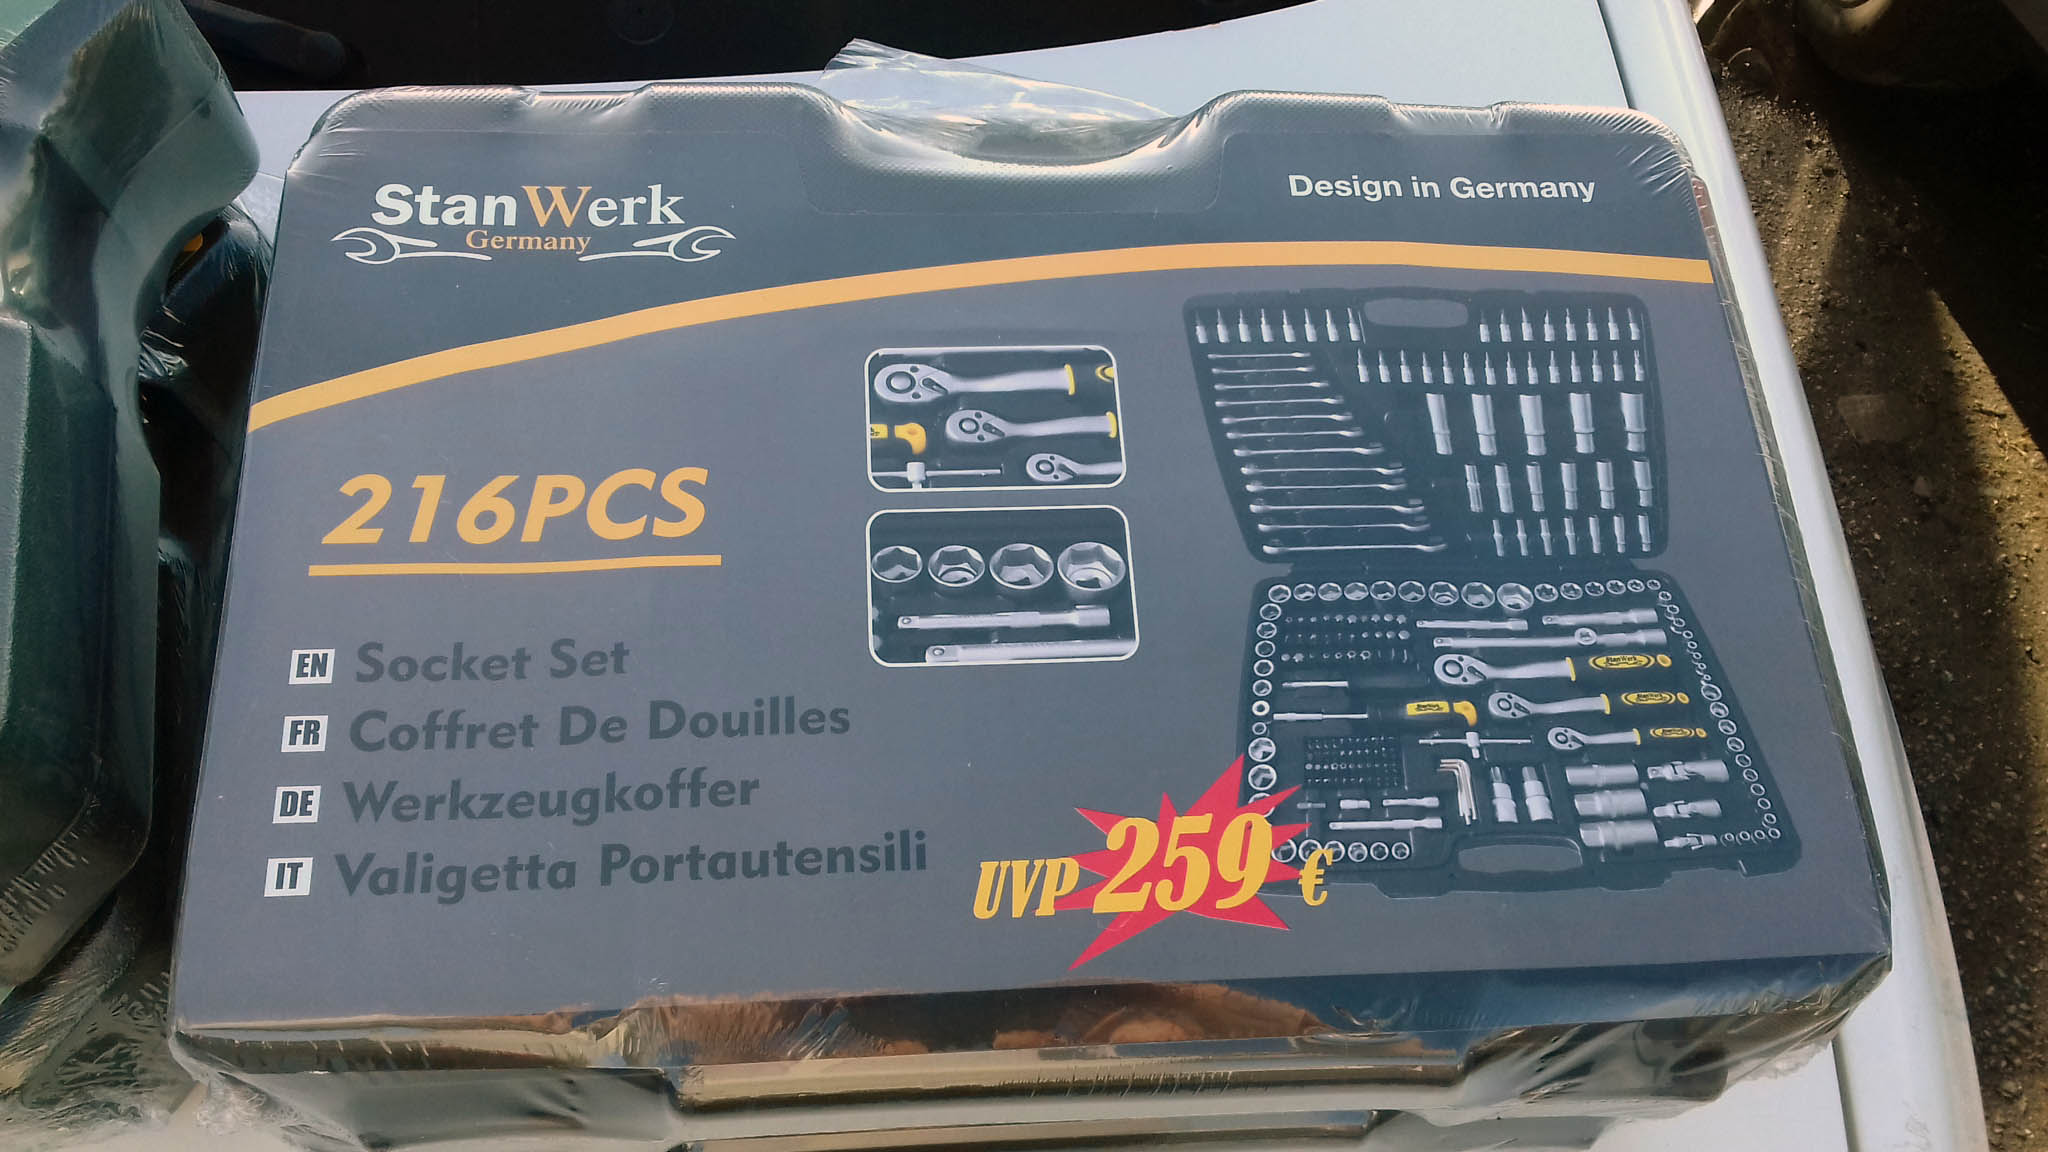 StanWerk
Germany
Design in Germany
216PCS
EN Socket Set
FR Coffret De Douilles
DE Werkzeugkoffer
IT Valigetta Portautensili
UVP 259 €
StanWerk